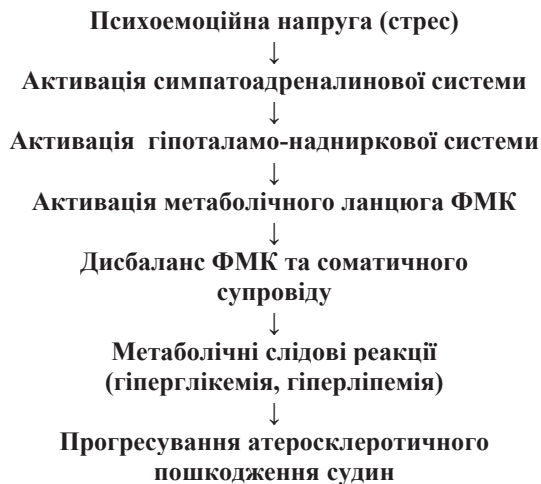 Психоемоційна напруга (стрес)
↓
Активація симпатоадреналинової системи
↓
Активація гіпоталамо-надниркової системи
↓
Активація метаболічного ланцюга ФМК
↓
Дисбаланс ФМК та соматичного
супровіду
↓
Метаболічні слідові реакції
(гіперглікемія, гіперліпемія)
↓
Прогресування атеросклеротичного
пошкодження судин